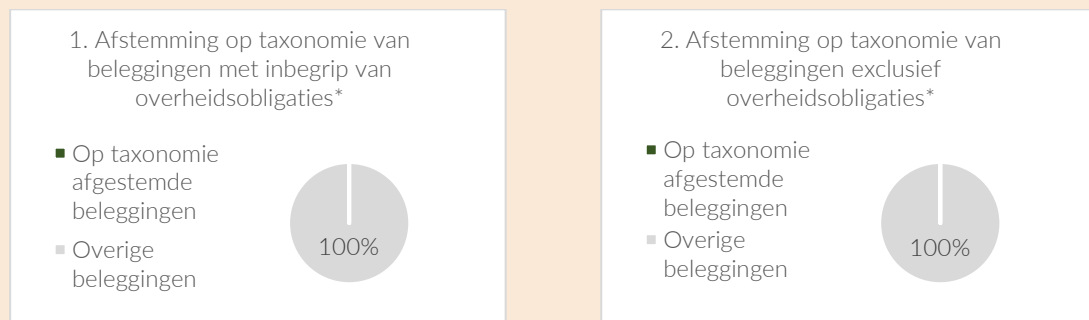 1. Afstemming op taxonomie van
beleggingen met inbegrip van
overheidsobligaties*
Op taxonomie
afgestemde
beleggingen
Overige
beleggingen
100%
2. Afstemming op taxonomie van
beleggingen exclusief
overheidsobligaties*
Op taxonomie
afgestemde
beleggingen
Overige
beleggingen
100%